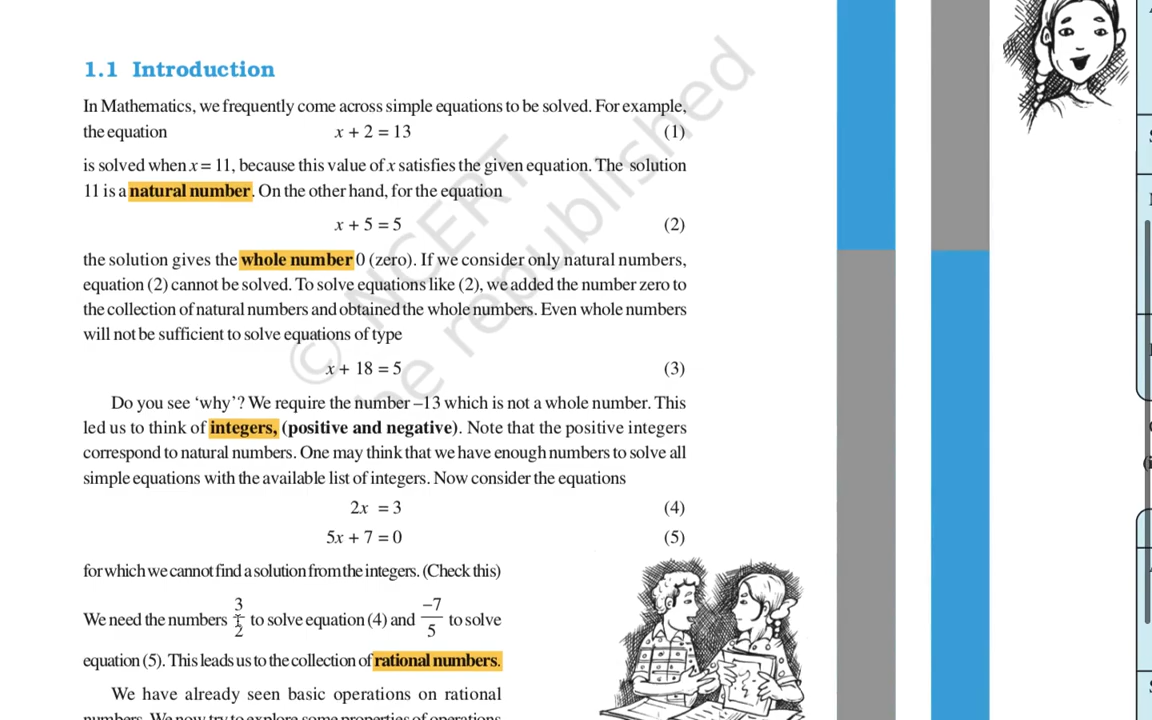 1.1 Introduction
In Mathematics, we frequently come across simple equations to be solved. For example,
the equation x + 2 = 13 (1)
is solved when x = 11, because this value of x satisfies the given equation. The solution
11 is a natural number. On the other hand, for the equation
x + 5 = 5 (2)
the solution gives the whole number 0 (zero). If we consider only natural numbers,
equation (2) cannot be solved. To solve equations like (2), we added the number zero to
the collection of natural numbers and obtained the whole numbers. Even whole numbers
will not be sufficient to solve equations of type
x + 18 = 5 (3)
Do you see ‘why’? We require the number –13 which is not a whole number. This
led us to think of integers, (positive and negative). Note that the positive integers
correspond to natural numbers. One may think that we have enough numbers to solve all
simple equations with the available list of integers. Now consider the equations
2x = 3 (4)
5x + 7 = 0 (5)
for which we cannot find a solution from the integers. (Check this)
We need the numbers 3/2 to solve equation (4) and –7/5 to solve
equation (5). This leads us to the collection of rational numbers.
We have already seen basic operations on rational
numbers. We now try to explore some properties of operations
© NCERT
be republished